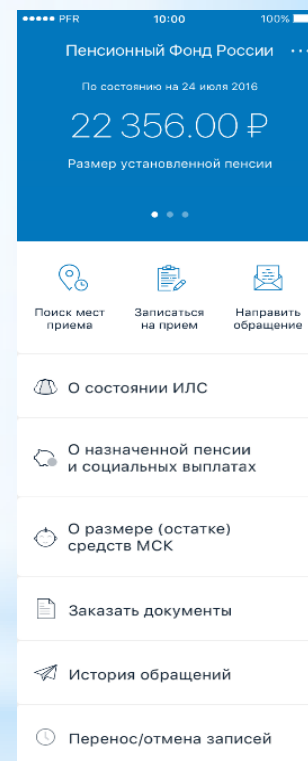 PFR 10:00 100%
Пенсионный Фонд России ...
По состоянию на 24 июля 2016
22 356.00 ₽
Размер установленной пенсии
Поиск мест приема
Записаться на прием
Направить обращение
О состоянии ИЛС
О назначенной пенсии
и социальных выплатах
О размере (остатке)
средств МСК
Заказать документы
История обращений
Перенос/отмена записей